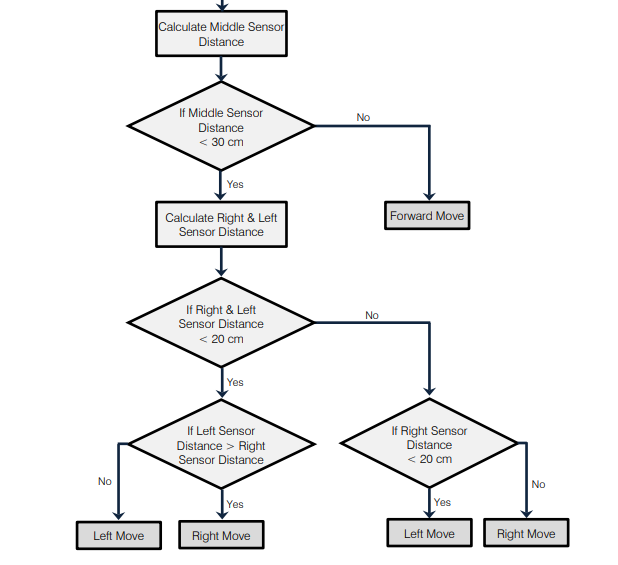 Calculate Middle Sensor
Distance
If Middle Sensor
Distance
< 30 cm
No
Yes
Calculate Right & Left
Sensor Distance
Forward Move
If Right & Left
Sensor Distance
< 20 cm
No
Yes
If Left Sensor
Distance > Right
Sensor Distance
If Right Sensor
Distance
< 20 cm
No
Yes
Yes
No
Left Move
Right Move
Left Move
Right Move